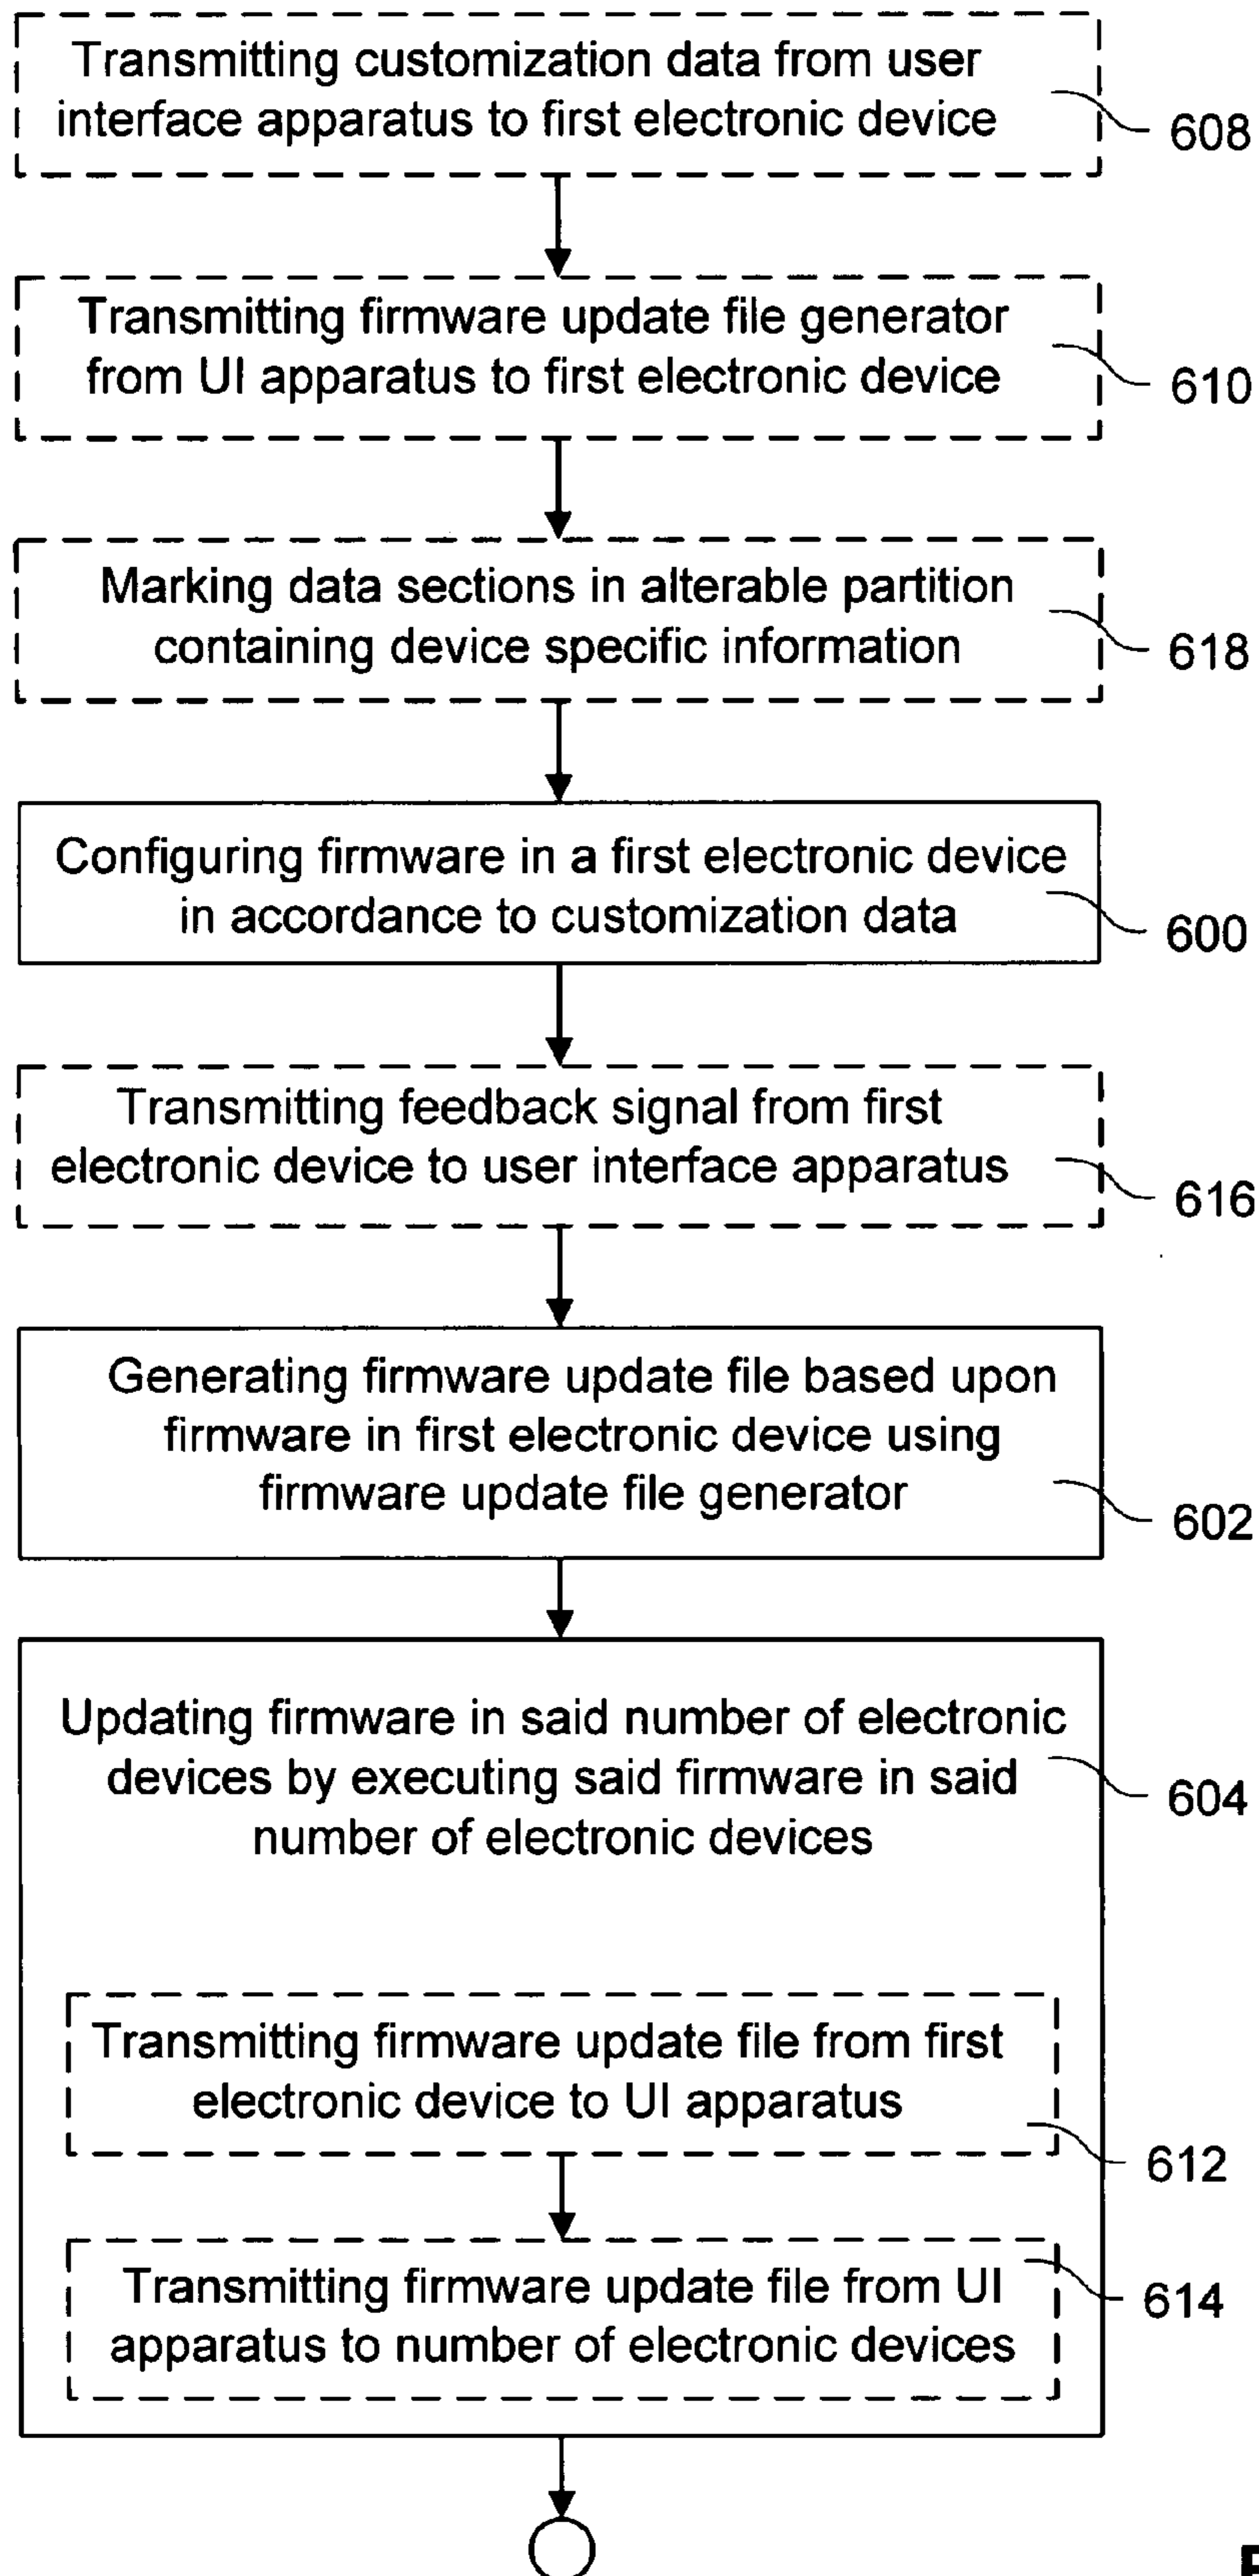 Transmitting customization data from user
interface apparatus to first electronic device
608
Transmitting firmware update file generator
from UI apparatus to first electronic device
610
Marking data sections in alterable partition
containing device specific information
618
Configuring firmware in a first electronic device
in accordance to customization data
600
Transmitting feedback signal from first
electronic device to user interface apparatus
616
Generating firmware update file based upon
firmware in first electronic device using
firmware update file generator
602
Updating firmware in said number of electronic
devices by executing said firmware in said
number of electronic devices
604
Transmitting firmware update file from first
electronic device to UI apparatus
612
Transmitting firmware update file from UI
apparatus to number of electronic devices
614